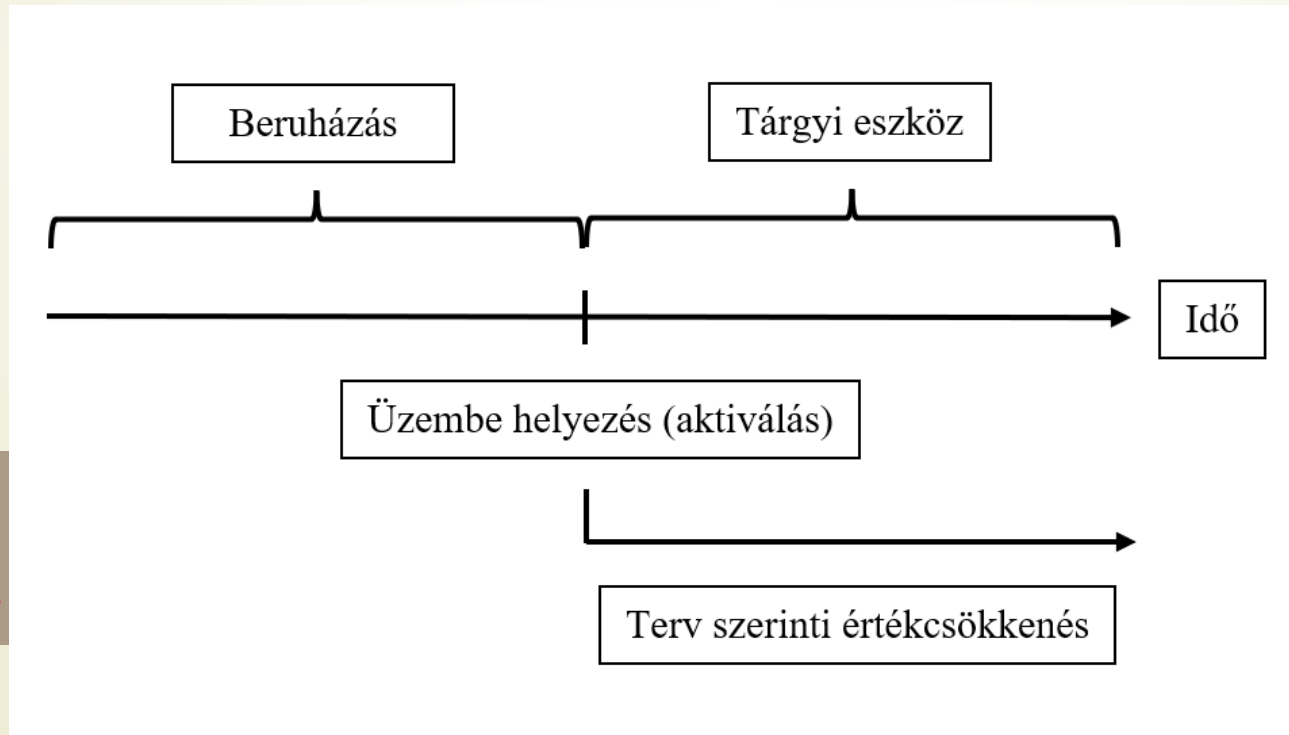 Beruházás
Tárgyi eszköz
Idő
Üzembe helyezés (aktiválás)
Terv szerinti értékcsökkenés